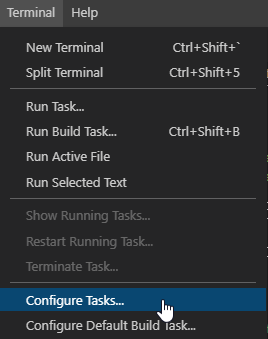 Terminal Help
New Terminal Ctrl+Shift+`
Split Terminal Ctrl+Shift+5
Run Task...
Run Build Task... Ctrl+Shift+B
Run Active File
Run Selected Text
Show Running Tasks...
Restart Running Task...
Terminate Task...
Configure Tasks...
Configure Default Build Task...